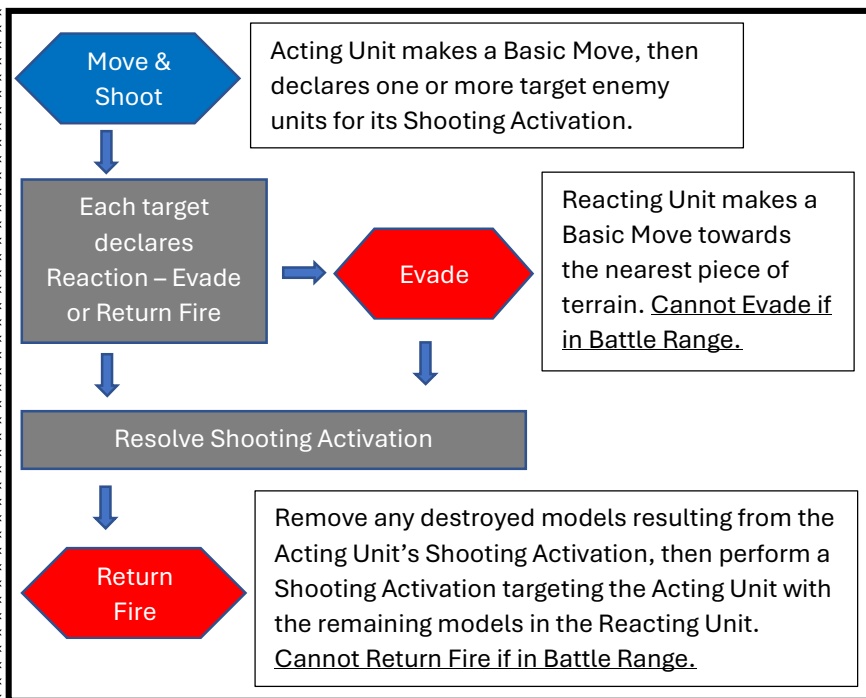 Move &
Shoot
Acting Unit makes a Basic Move, then
declares one or more target enemy
units for its Shooting Activation.
Each target
declares
Reaction – Evade
or Return Fire
Evade
Reacting Unit makes a
Basic Move towards
the nearest piece of
terrain. Cannot Evade if
in Battle Range.
Resolve Shooting Activation
Return
Fire
Remove any destroyed models resulting from the
Acting Unit’s Shooting Activation, then perform a
Shooting Activation targeting the Acting Unit with
the remaining models in the Reacting Unit.
Cannot Return Fire if in Battle Range.